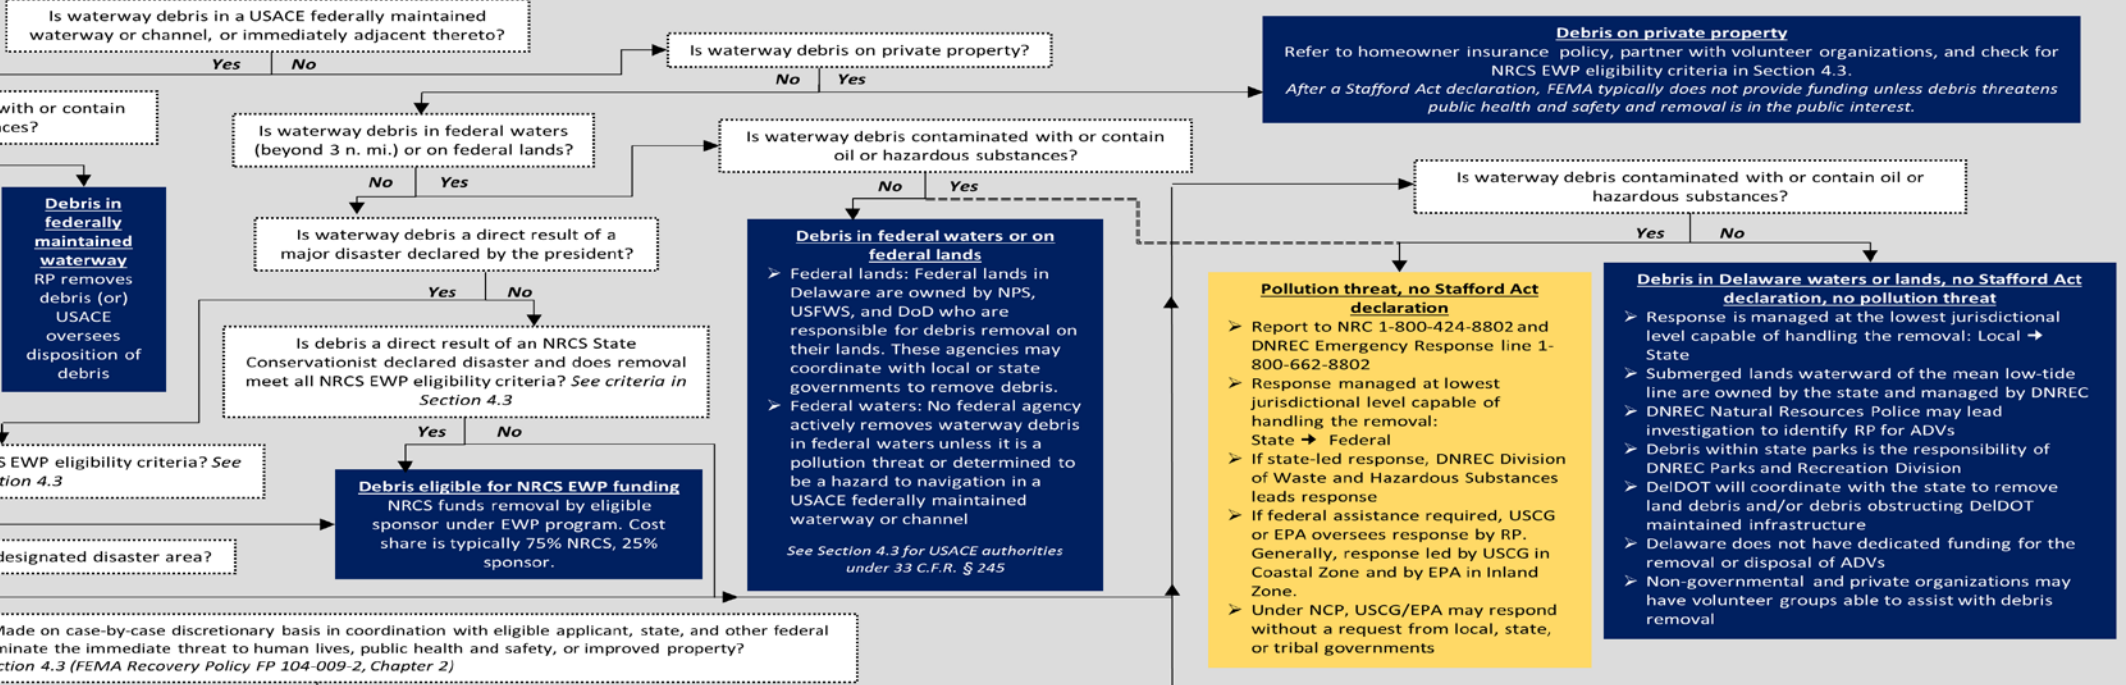 Is waterway debris in a USACE federally maintained
waterway or channel, or immediately adjacent thereto?
Yes No
Is waterway debris on private property?
No Yes
Debris on private property
Refer to homeowner insurance policy, partner with volunteer organizations, and check for
NRCS EWP eligibility criteria in Section 4.3.
After a Stafford Act declaration, FEMA typically does not provide funding unless debris threatens
public health and safety and removal is in the public interest.
with or contain
Debris in
federally
maintained
waterway
RP removes
debris (or)
USACE
oversees
disposition of
debris
Is waterway debris in federal waters
(beyond 3 n. mi.) or on federal lands?
No Yes
Is waterway debris a direct result of a
major disaster declared by the president?
Yes No
Is debris a direct result of an NRCS State
Conservationist declared disaster and does removal
meet all NRCS EWP eligibility criteria? See criteria in
Section 4.3
Yes No
S EWP eligibility criteria? See
tion 4.3
Debris eligible for NRCS EWP funding
NRCS funds removal by eligible
sponsor under EWP program. Cost
share is typically 75% NRCS, 25%
sponsor.
designated disaster area?
Made on case-by-case discretionary basis in coordination with eligible applicant, state, and other federal
minate the immediate threat to human lives, public health and safety, or improved property?
ction 4.3 (FEMA Recovery Policy FP 104-009-2, Chapter 2)
Is waterway debris contaminated with or contain
oil or hazardous substances?
No Yes
Debris in federal waters or on
federal lands
➢ Federal lands: Federal lands in
Delaware are owned by NPS,
USFWS, and DoD who are
responsible for debris removal on
their lands. These agencies may
coordinate with local or state
governments to remove debris.
➢ Federal waters: No federal agency
actively removes waterway debris
in federal waters unless it is a
pollution threat or determined to
be a hazard to navigation in a
USACE federally maintained
waterway or channel
See Section 4.3 for USACE authorities
under 33 C.F.R. § 245
Is waterway debris contaminated with or contain oil or
hazardous substances?
Yes No
Pollution threat, no Stafford Act
declaration
➢ Report to NRC 1-800-424-8802 and
DNREC Emergency Response line 1-
800-662-8802
➢ Response managed at lowest
jurisdictional level capable of
handling the removal:
State → Federal
➢ If state-led response, DNREC Division
of Waste and Hazardous Substances
leads response
➢ If federal assistance required, USCG
or EPA oversees response by RP.
Generally, response led by USCG in
Coastal Zone and by EPA in Inland
Zone.
➢ Under NCP, USCG/EPA may respond
without a request from local, state,
or tribal governments
Debris in Delaware waters or lands, no Stafford Act
declaration, no pollution threat
➢ Response is managed at the lowest jurisdictional
level capable of handling the removal: Local →
State
➢ Submerged lands waterward of the mean low-tide
line are owned by the state and managed by DNREC
➢ DNREC Natural Resources Police may lead
investigation to identify RP for ADVs
➢ Debris within state parks is the responsibility of
DNREC Parks and Recreation Division
➢ DelDOT will coordinate with the state to remove
land debris and/or debris obstructing DelDOT
maintained infrastructure
➢ Delaware does not have dedicated funding for the
removal or disposal of ADVs
➢ Non-governmental and private organizations may
have volunteer groups able to assist with debris
removal